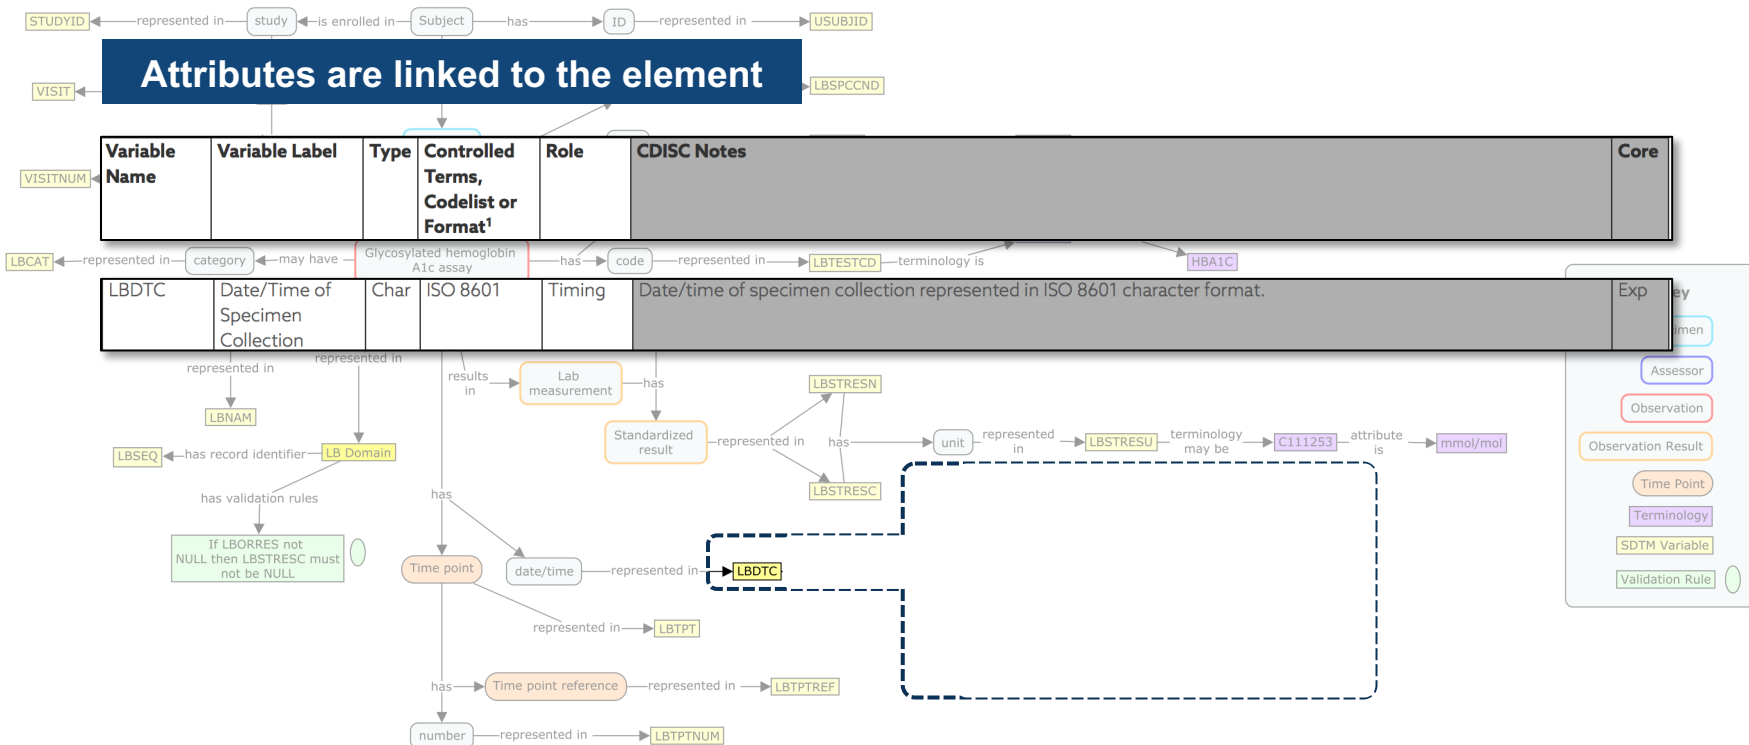 STUDYID represented in study is enrolled in Subject has ID represented in USUBJID
Attributes are linked to the element
VISIT LBSPCCND
Variable Name Variable Label Type Controlled Terms, Codelist or Format¹ Role CDISC Notes Core
VISITNUM
LBCAT represented in category may have Glycosylated hemoglobin A1c assay has code represented in LBTESTCD terminology is HBA1C
LBDTC Date/Time of Specimen Collection Char ISO 8601 Timing Date/time of specimen collection represented in ISO 8601 character format. Exp
ey
imen
Assessor
Observation
Observation Result
Time Point
Terminology
SDTM Variable
Validation Rule
represented in
represented in
LBNAM
results in
Lab measurement
has
Standardized result
represented in
LBSTRESN
has
LBSTRESC
unit
represented in
LBSTRESU
terminology may be
C111253
attribute is
mmol/mol
LBSEQ has record identifier LB Domain
has validation rules
If LBORRES not
NULL then LBSTRESC must
not be NULL
has
Time point
date/time represented in LBDTC
represented in LBTPT
has Time point reference represented in LBTPTREF
number represented in LBTPTNUM